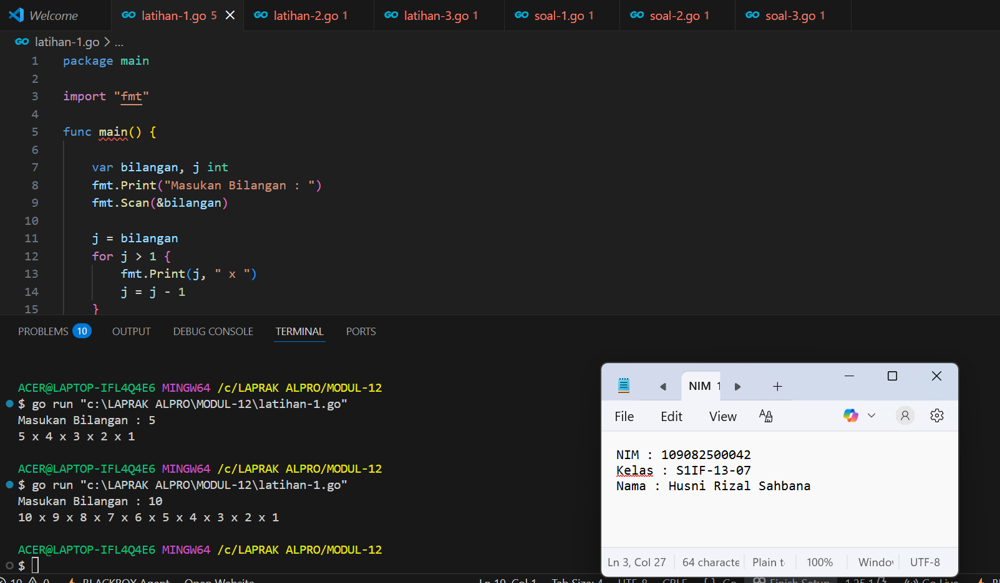 Welcome
latihan-1.go 5
latihan-2.go 1
latihan-3.go 1
soal-1.go 1
soal-2.go 1
soal-3.go 1
latihan-1.go > ...
1 package main
2
3 import "fmt"
4
5 func main() {
6
7 var bilangan, j int
8 fmt.Print("Masukan Bilangan : ")
9 fmt.Scan(&bilangan)
10
11 j = bilangan
12 for j > 1 {
13 fmt.Print(j, " x ")
14 j = j - 1
15 }
PROBLEMS 10 OUTPUT DEBUG CONSOLE TERMINAL PORTS
ACER@LAPTOP-IFL4Q4E6 MINGW64 /c/LAPRAK ALPRO/MODUL-12
$ go run "c:\LAPRAK ALPRO\MODUL-12\latihan-1.go"
Masukan Bilangan : 5
5 x 4 x 3 x 2 x 1
ACER@LAPTOP-IFL4Q4E6 MINGW64 /c/LAPRAK ALPRO/MODUL-12
$ go run "c:\LAPRAK ALPRO\MODUL-12\latihan-1.go"
Masukan Bilangan : 10
10 x 9 x 8 x 7 x 6 x 5 x 4 x 3 x 2 x 1
ACER@LAPTOP-IFL4Q4E6 MINGW64 /c/LAPRAK ALPRO/MODUL-12
$
NIM 1
File Edit View
NIM : 109082500042
Kelas : S1IF-13-07
Nama : Husni Rizal Sahbana
Ln 3, Col 27 64 characte Plain t 100% Window UTF-8
10 0 BLACKBOX Agent Open Website Ln 19, Col 1 Tab Size: 4 UTF-8 CRLF {} Go Finish Setup Go Live